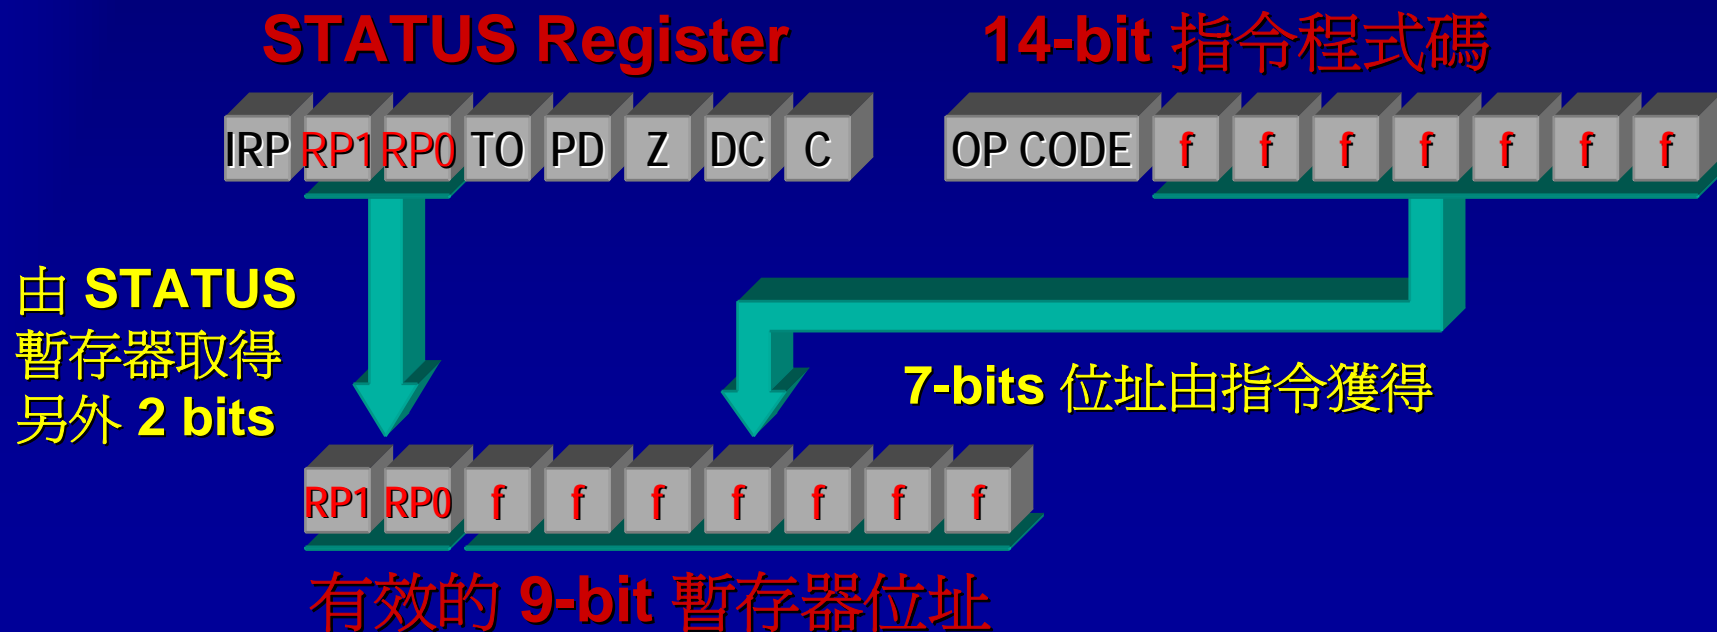 STATUS Register
14-bit 指令程式碼
IRP RP1 RP0 TO PD Z DC C
OP CODE f f f f f f f
由 STATUS
暫存器取得
另外 2 bits
7-bits 位址由指令獲得
RP1 RP0 f f f f f f f
有效的 9-bit 暫存器位址